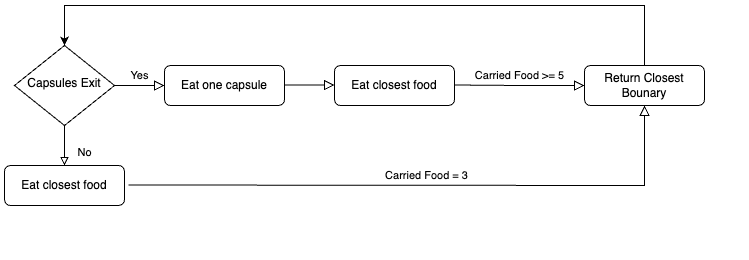 Capsules Exit
Yes
Eat one capsule
Eat closest food
Carried Food >= 5
Return Closest
Bounary
No
Eat closest food
Carried Food = 3